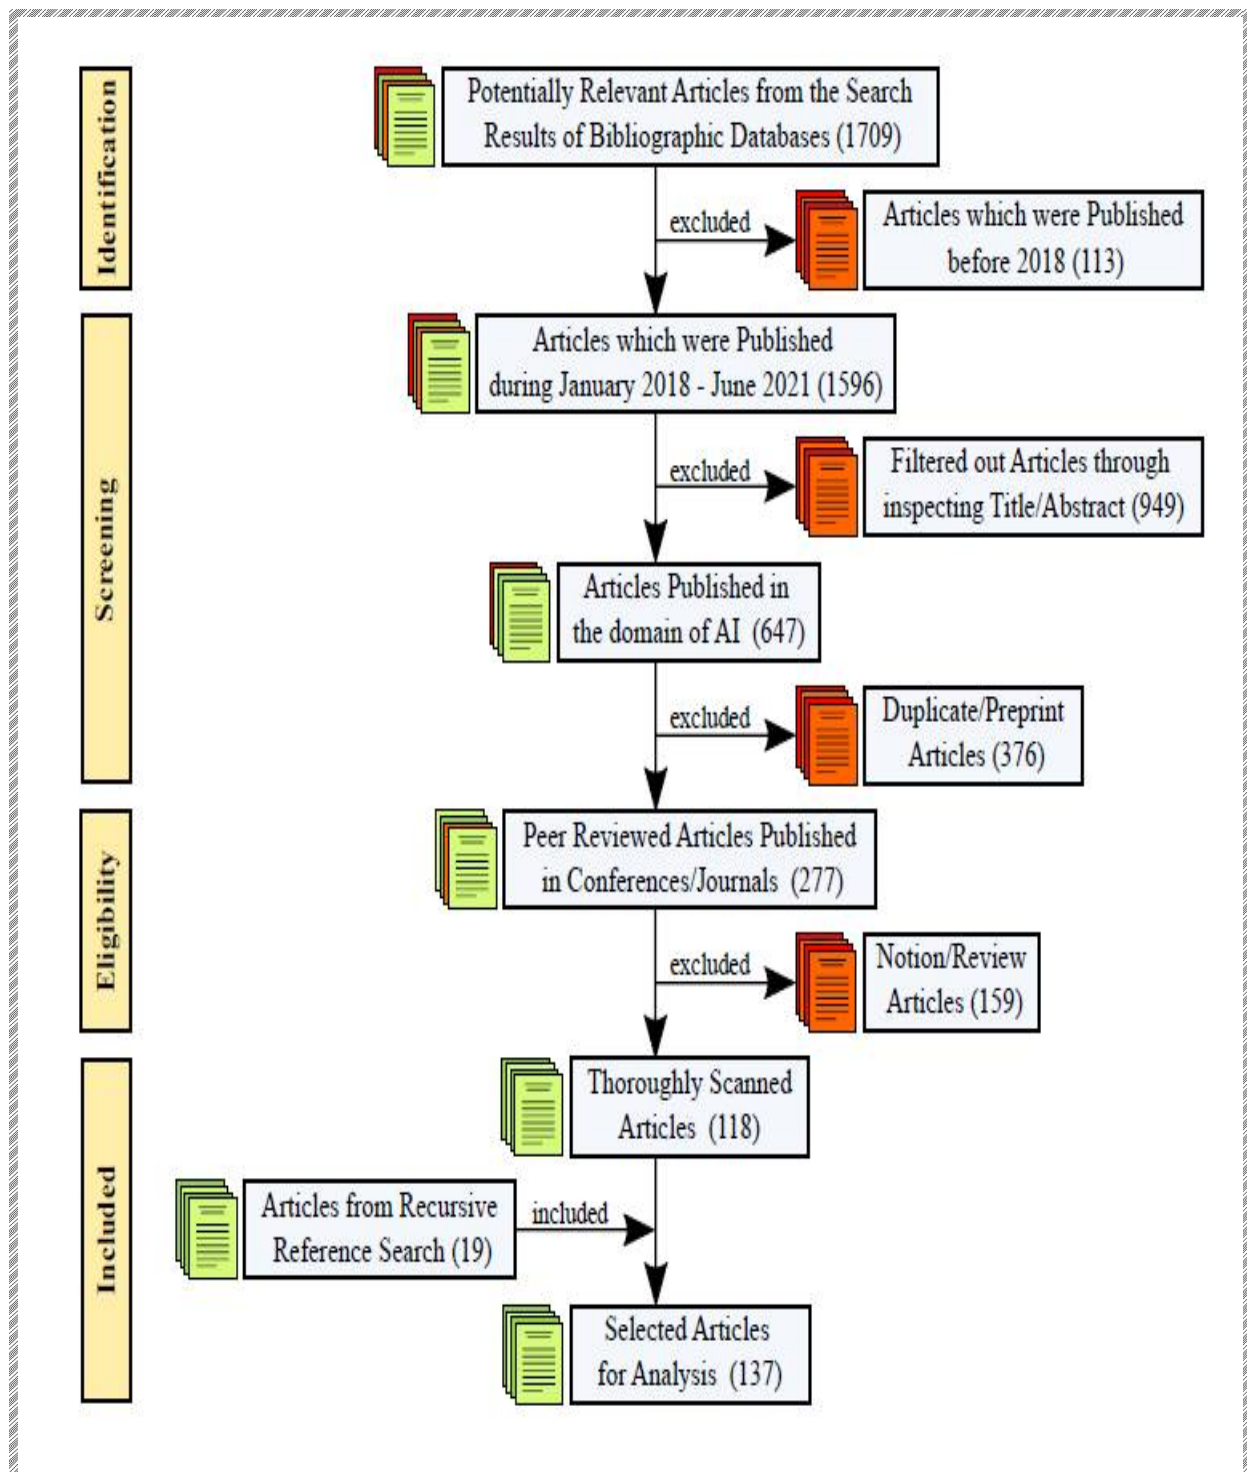 Identification
Potentially Relevant Articles from the Search
Results of Bibliographic Databases (1709)
excluded
Articles which were Published
before 2018 (113)
Screening
Articles which were Published
during January 2018 - June 2021 (1596)
excluded
Filtered out Articles through
inspecting Title/Abstract (949)
Articles Published in
the domain of AI (647)
excluded
Duplicate/Preprint
Articles (376)
Eligibility
Peer Reviewed Articles Published
in Conferences/Journals (277)
excluded
Notion/Review
Articles (159)
Included
Thoroughly Scanned
Articles (118)
Articles from Recursive
Reference Search (19)
included
Selected Articles
for Analysis (137)